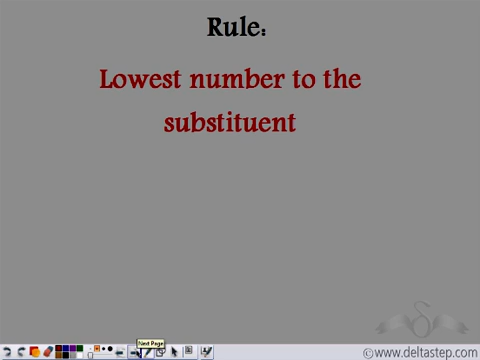 Rule:
Lowest number to the
substituent
Next Page
©www.deltastep.com